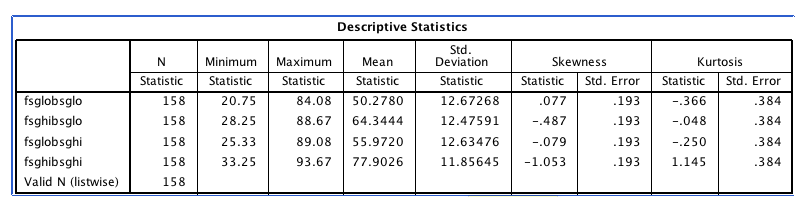 Descriptive Statistics
N Minimum Maximum Mean Std. Deviation Skewness Kurtosis
Statistic Statistic Statistic Statistic Statistic Statistic Std. Error Statistic Std. Error
fsglobsglo 158 20.75 84.08 50.2780 12.67268 .077 .193 -.366 .384
fsghibsglo 158 28.25 88.67 64.3444 12.47591 -.487 .193 -.048 .384
fsglobsghi 158 25.33 89.08 55.9720 12.63476 -.079 .193 -.250 .384
fsghibsghi 158 33.25 93.67 77.9026 11.85645 -1.053 .193 1.145 .384
Valid N (listwise) 158